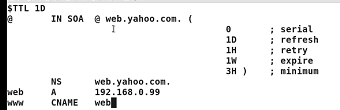 $TTL 1D
@ IN SOA @ web.yahoo.com. (
0 ; serial
1D ; refresh
1H ; retry
1W ; expire
3H ) ; minimum
NS web.yahoo.com.
web A 192.168.0.99
www CNAME web